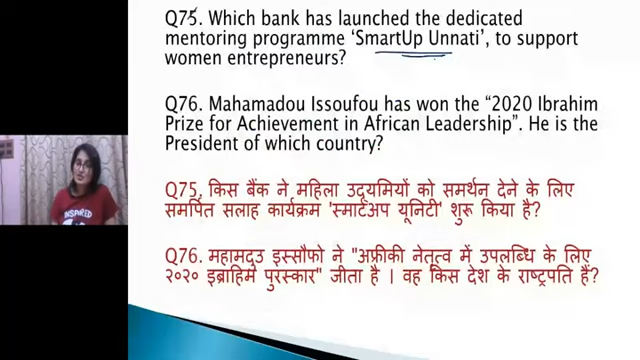 Q75. Which bank has launched the dedicated
mentoring programme ‘SmartUp Unnati’, to support
women entrepreneurs?
Q76. Mahamadou Issoufou has won the “2020 Ibrahim
Prize for Achievement in African Leadership”. He is the
President of which country?
Q75. किस बैंक ने महिला उद्यमियों को समर्थन देने के लिए
समर्पित सलाह कार्यक्रम 'स्मार्टअप यूनिटी' शुरू किया है?
Q76. महामदउ इस्सौफो ने "अफ्रीकी नेतृत्व में उपलब्धि के लिए
२०२० इब्राहिम पुरस्कार" जीता है । वह किस देश के राष्ट्रपति हैं?
INSPIRED